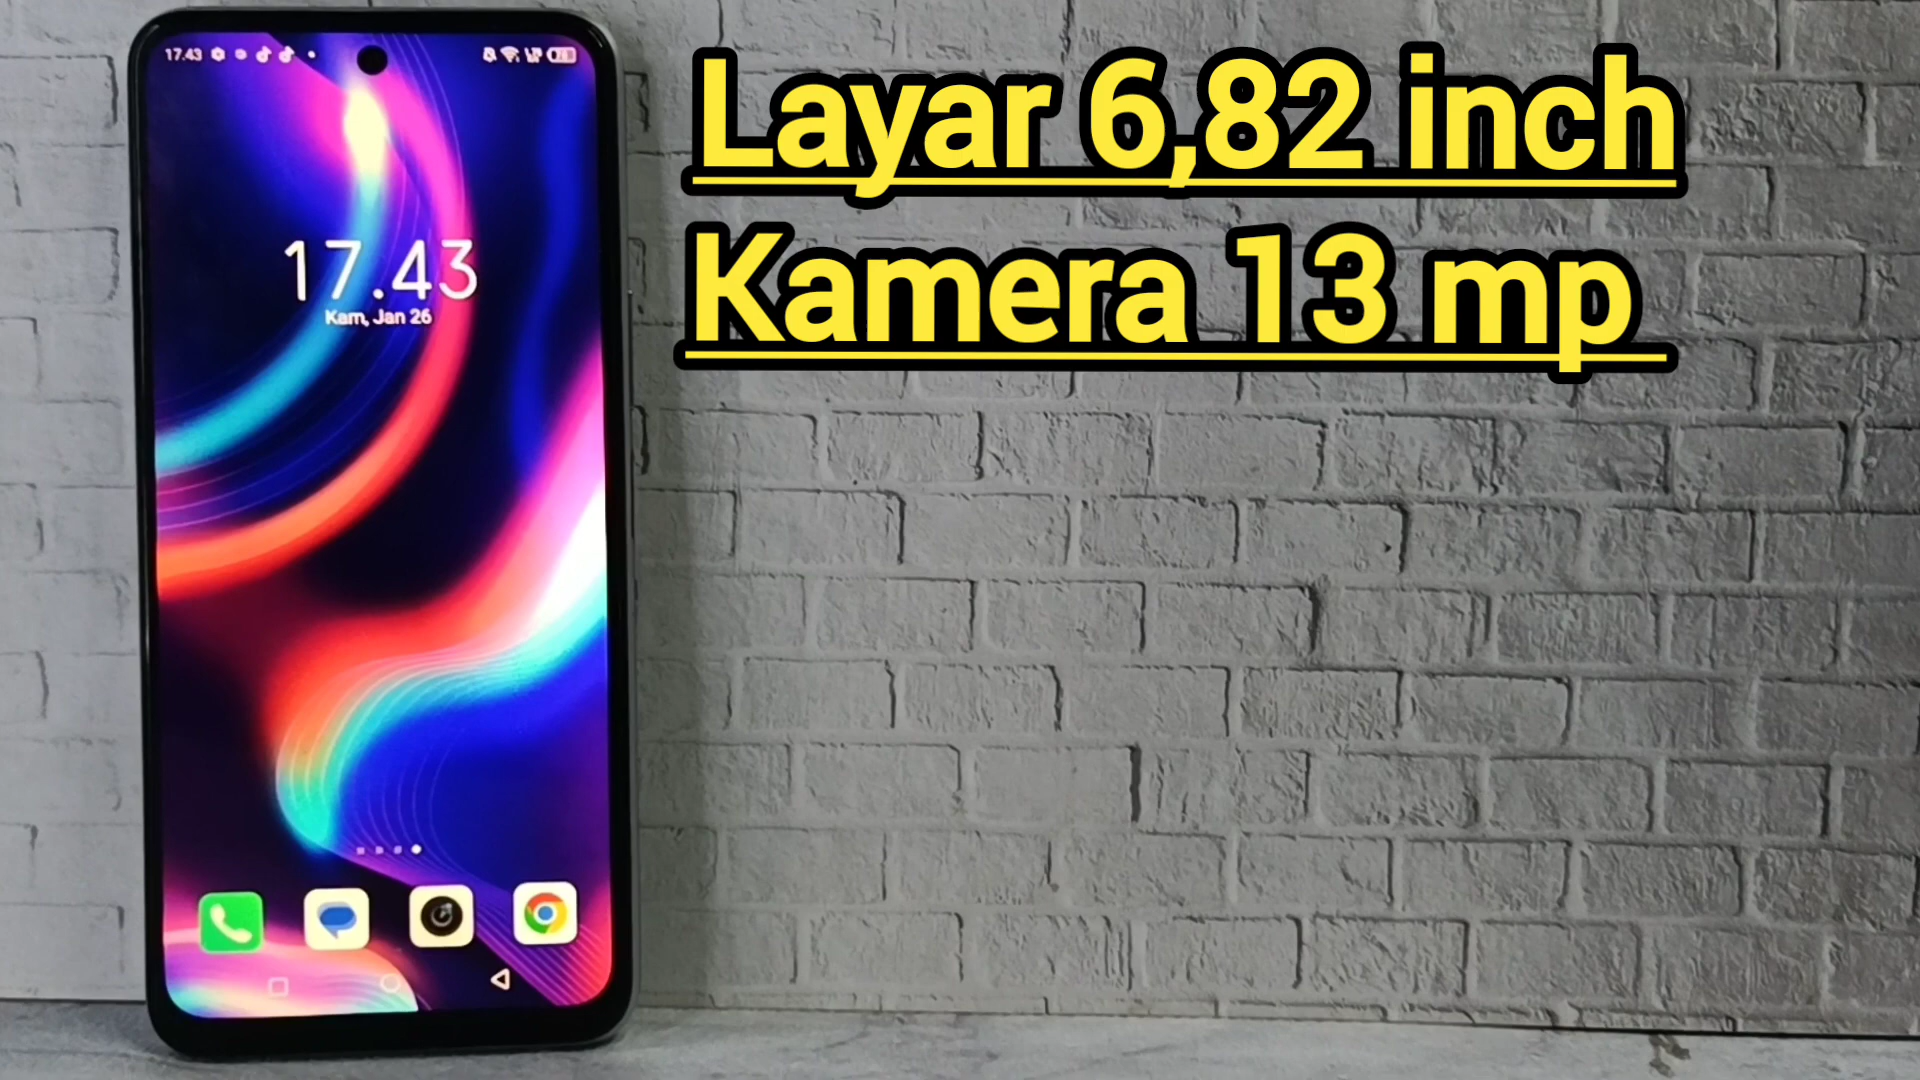 17.43
17.43
Kam, Jan 26
Layar 6,82 inch
Kamera 13 mp